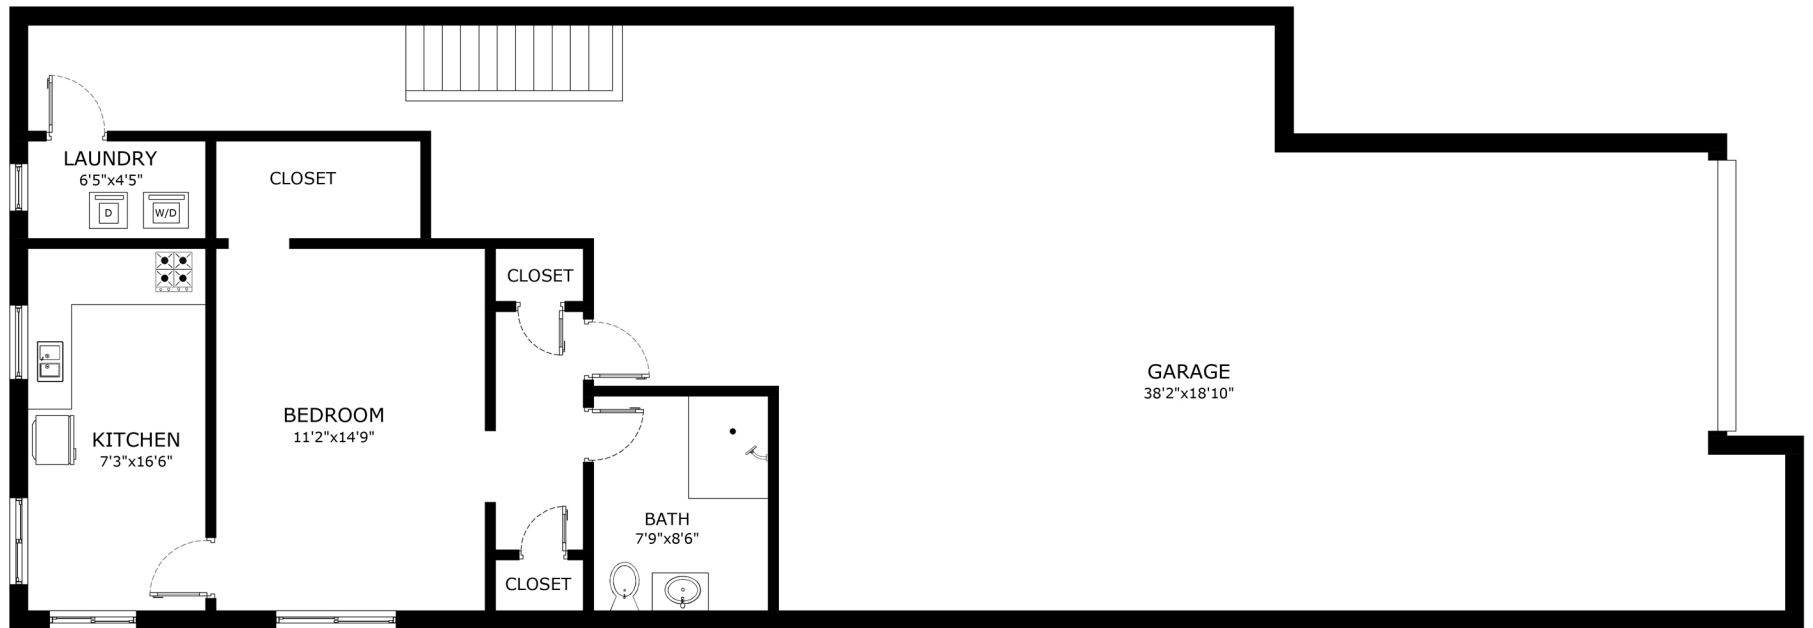 LAUNDRY
6'5"x4'5"
D
W/D
CLOSET
CLOSET
KITCHEN
7'3"x16'6"
BEDROOM
11'2"x14'9"
GARAGE
38'2"x18'10"
BATH
7'9"x8'6"
CLOSET